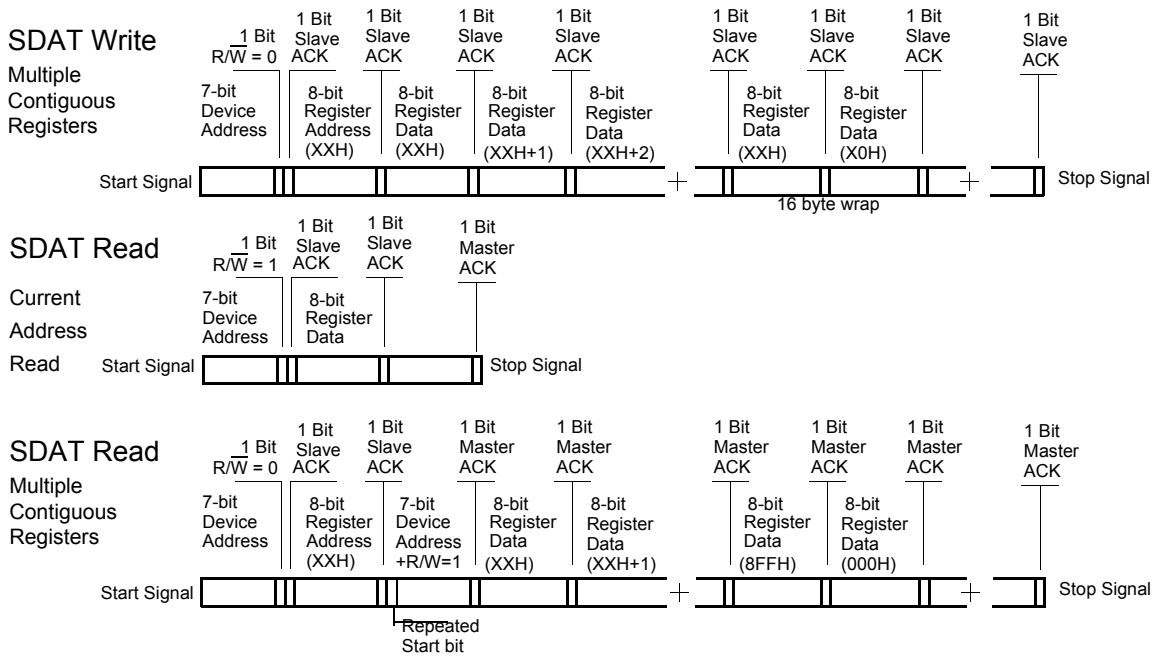 SDAT Write
Multiple
Contiguous
Registers
1 Bit
R/W = 0
1 Bit
Slave
ACK
1 Bit
Slave
ACK
1 Bit
Slave
ACK
1 Bit
Slave
ACK
1 Bit
Slave
ACK
1 Bit
Slave
ACK
1 Bit
Slave
ACK
1 Bit
Slave
ACK
7-bit
Device
Address
8-bit
Register
Address
(XXH)
8-bit
Register
Data
(XXH)
8-bit
Register
Data
(XXH+1)
8-bit
Register
Data
(XXH+2)
8-bit
Register
Data
(XXH)
8-bit
Register
Data
(X0H)
Start Signal
Stop Signal
16 byte wrap
SDAT Read
Current
Address
Read
1 Bit
R/W = 1
1 Bit
Slave
ACK
1 Bit
Slave
ACK
1 Bit
Master
ACK
7-bit
Device
Address
8-bit
Register
Data
Start Signal
Stop Signal
SDAT Read
Multiple
Contiguous
Registers
1 Bit
R/W = 0
1 Bit
Slave
ACK
1 Bit
Slave
ACK
1 Bit
Master
ACK
1 Bit
Master
ACK
1 Bit
Master
ACK
1 Bit
Master
ACK
1 Bit
Master
ACK
1 Bit
Master
ACK
7-bit
Device
Address
8-bit
Register
Address
(XXH)
7-bit
Device
Address
+R/W=1
8-bit
Register
Data
(XXH)
8-bit
Register
Data
(XXH+1)
8-bit
Register
Data
(8FFH)
8-bit
Register
Data
(000H)
Start Signal
Stop Signal
Repeated
Start bit